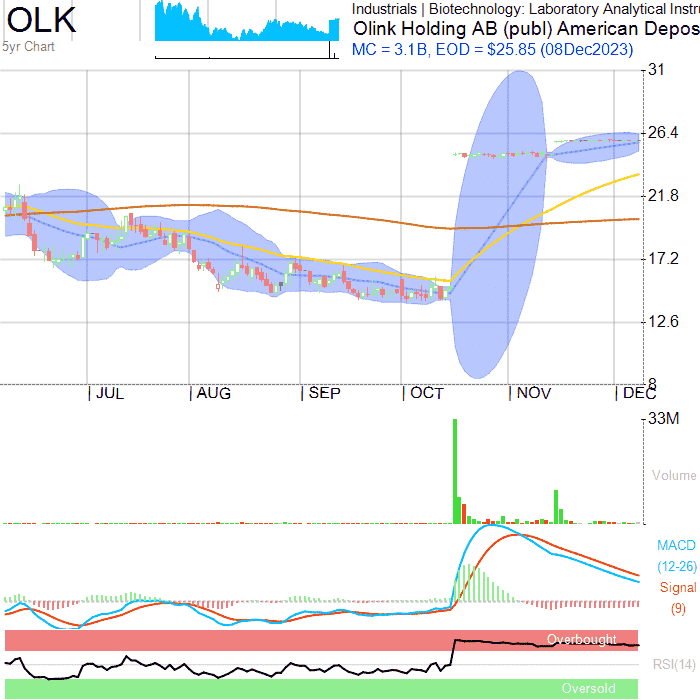 OLK
5yr Chart
Industrials | Biotechnology: Laboratory Analytical Instru
Olink Holding AB (publ) American Depos
MC = 3.1B, EOD = $25.85 (08Dec2023)
31
26.4
21.8
17.2
12.6
8
JUL AUG SEP OCT NOV DEC
33M
Volume
MACD
(12-26)
Signal
(9)
Overbought
RSI(14)
Oversold